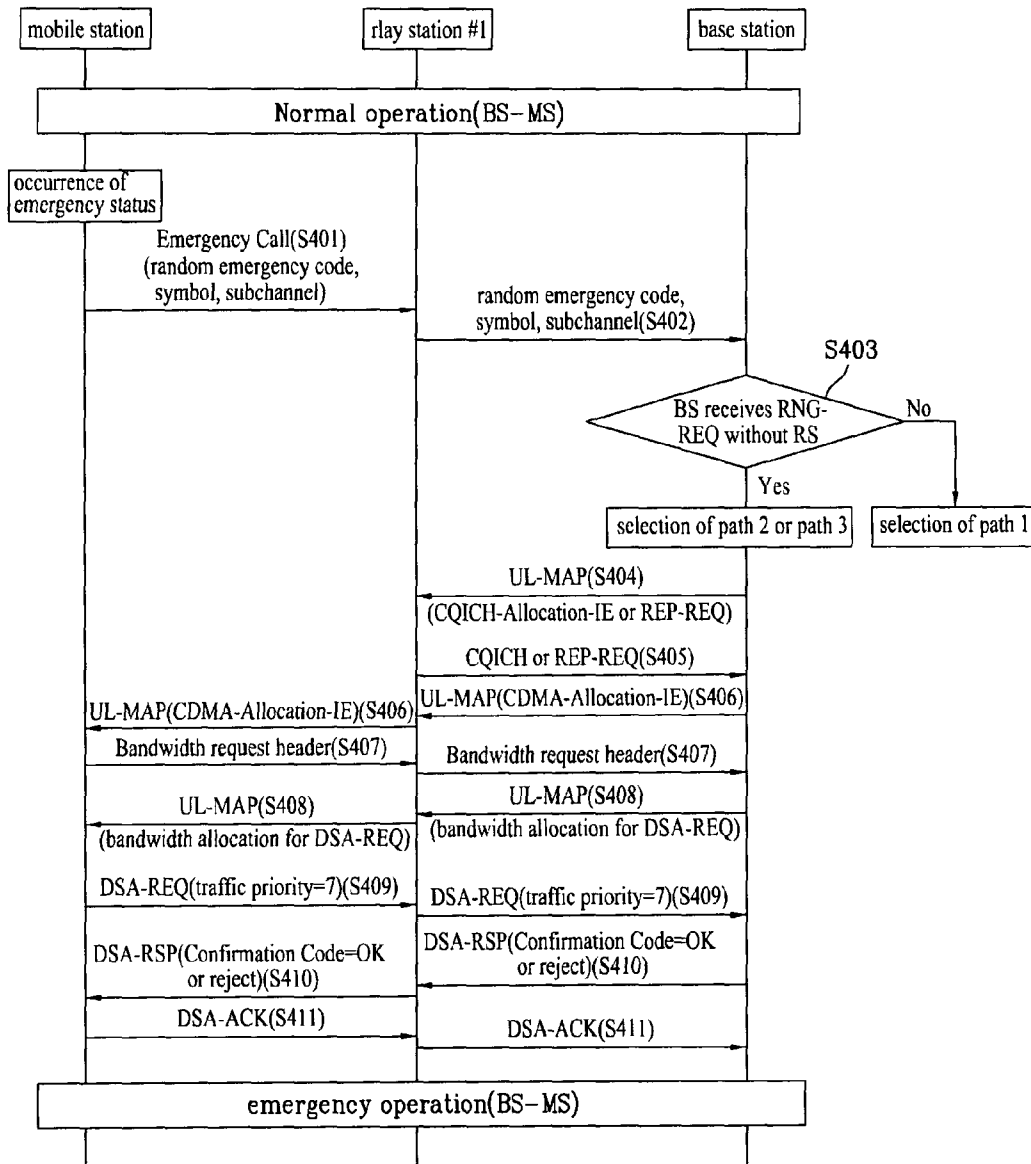 mobile station
rlay station #1
base station
Normal operation(BS-MS)
occurrence of
emergency status
Emergency Call(S401)
(random emergency code,
symbol, subchannel)
random emergency code,
symbol, subchannel(S402)
S403
BS receives RNG-
REQ without RS
No
Yes
selection of path 2 or path 3
selection of path 1
UL-MAP(S404)
(CQICH-Allocation-IE or REP-REQ)
CQICH or REP-REQ(S405)
UL-MAP(CDMA-Allocation-IE)(S406)
UL-MAP(CDMA-Allocation-IE)(S406)
Bandwidth request header(S407)
Bandwidth request header(S407)
UL-MAP(S408)
(bandwidth allocation for DSA-REQ)
UL-MAP(S408)
(bandwidth allocation for DSA-REQ)
DSA-REQ(traffic priority=7)(S409)
DSA-REQ(traffic priority=7)(S409)
DSA-RSP(Confirmation Code=OK
or reject)(S410)
DSA-RSP(Confirmation Code=OK
or reject)(S410)
DSA-ACK(S411)
DSA-ACK(S411)
emergency operation(BS-MS)